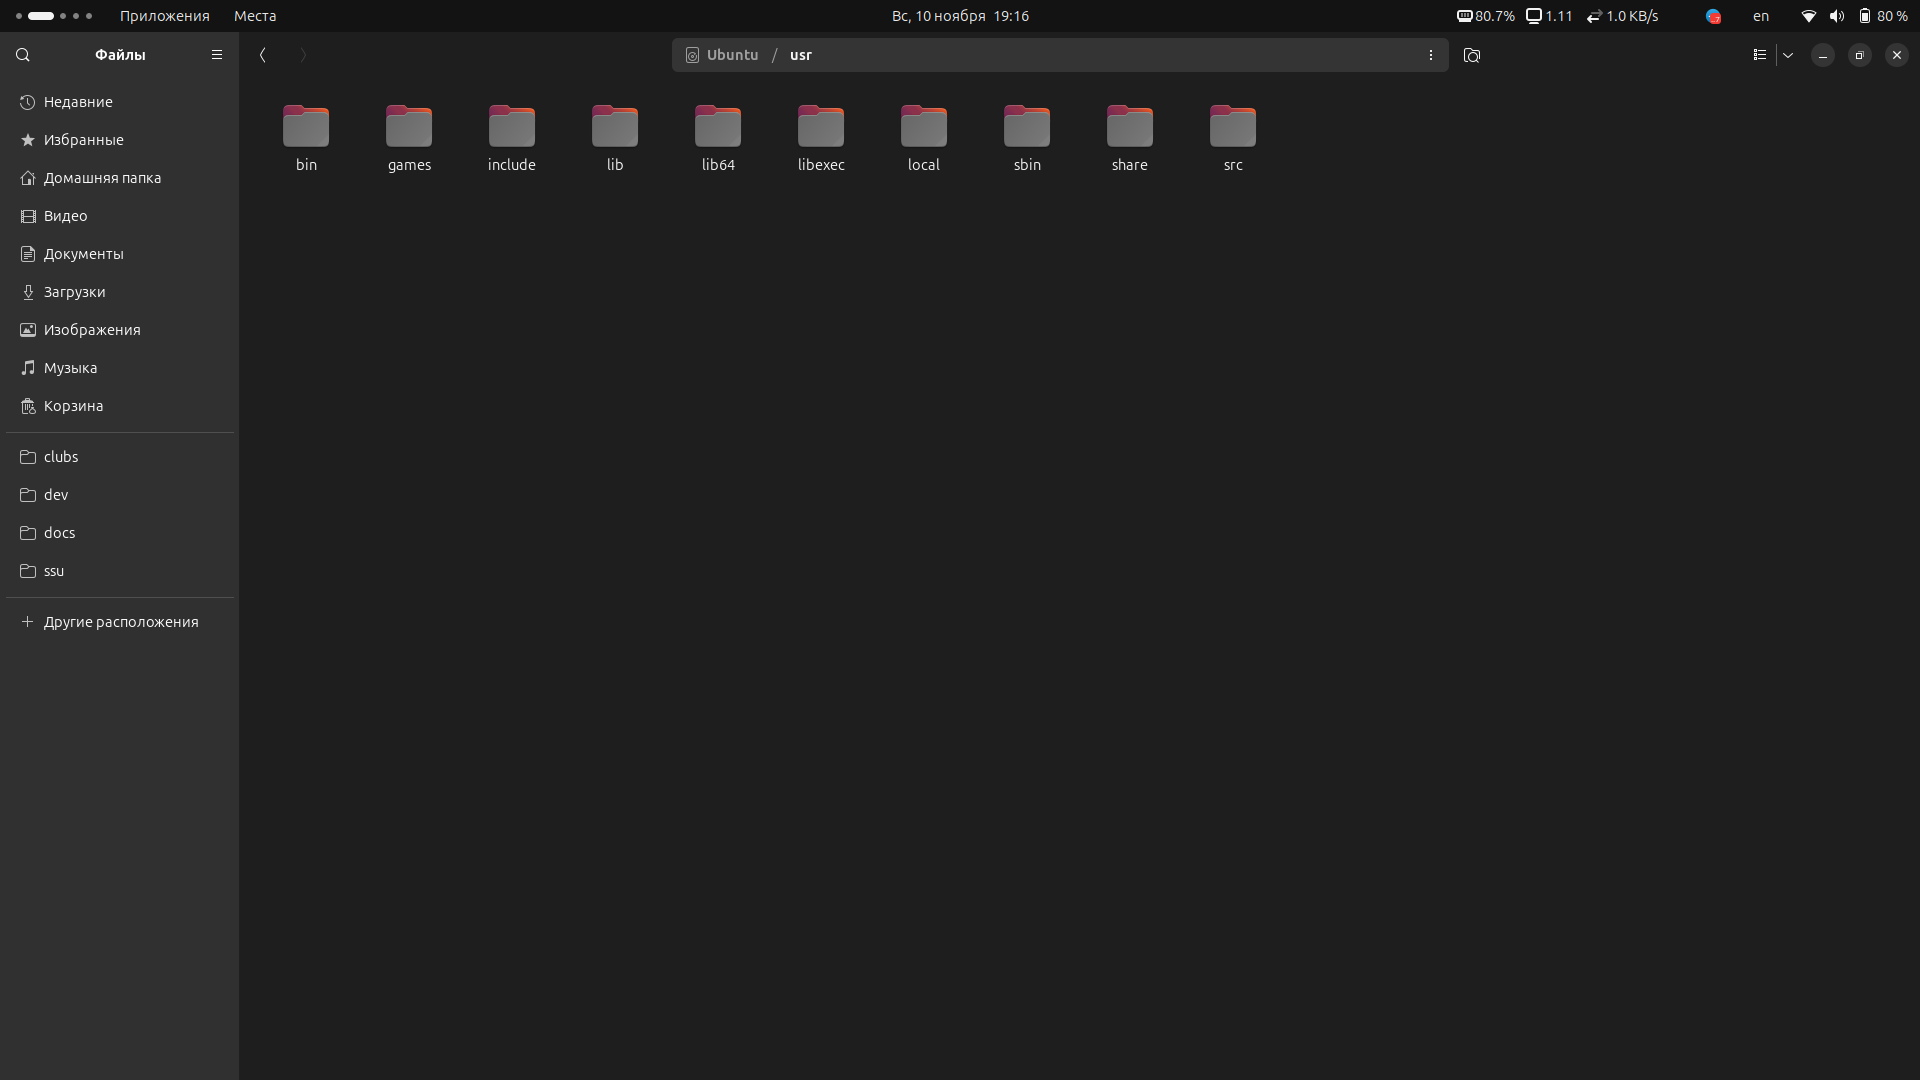 Приложения Места Вс, 10 ноября 19:16 80.7% 1.11 1.0 KB/s en 80 %
Файлы Ubuntu / usr
Недавние
Избранные
Домашняя папка
Видео
Документы
Загрузки
Изображения
Музыка
Корзина
clubs
dev
docs
ssu
Другие расположения
bin games include lib lib64 libexec local sbin share src